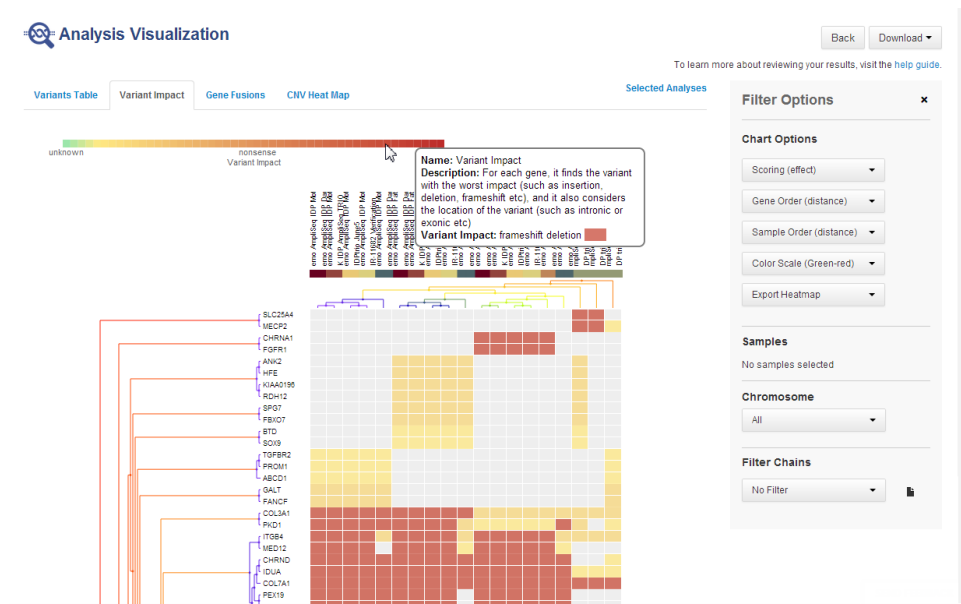 Analysis Visualization
Back
Download
To learn more about reviewing your results, visit the help guide.
Variants Table
Variant Impact
Gene Fusions
CNV Heat Map
Selected Analyses
Filter Options
×
Chart Options
unknown
nonsense
Variant Impact
Name: Variant Impact
Description: For each gene, it finds the variant
with the worst impact (such as insertion,
deletion, frameshift etc), and it also considers
the location of the variant (such as intronic or
exonic etc)
Variant Impact: frameshift deletion
Scoring (effect)
Gene Order (distance)
Sample Order (distance)
Color Scale (Green-red)
Export Heatmap
Samples
No samples selected
Chromosome
All
Filter Chains
No Filter
SLC25A4
MECP2
CHRNA1
FGFR1
ANK2
HFE
KIAA0196
RDH12
SPG7
FBXO7
BTD
SOX9
TGFBR2
PROM1
ABCD1
GALT
FANCF
COL3A1
PKD1
ITGB4
MED12
CHRND
IDUA
COL7A1
PEX19